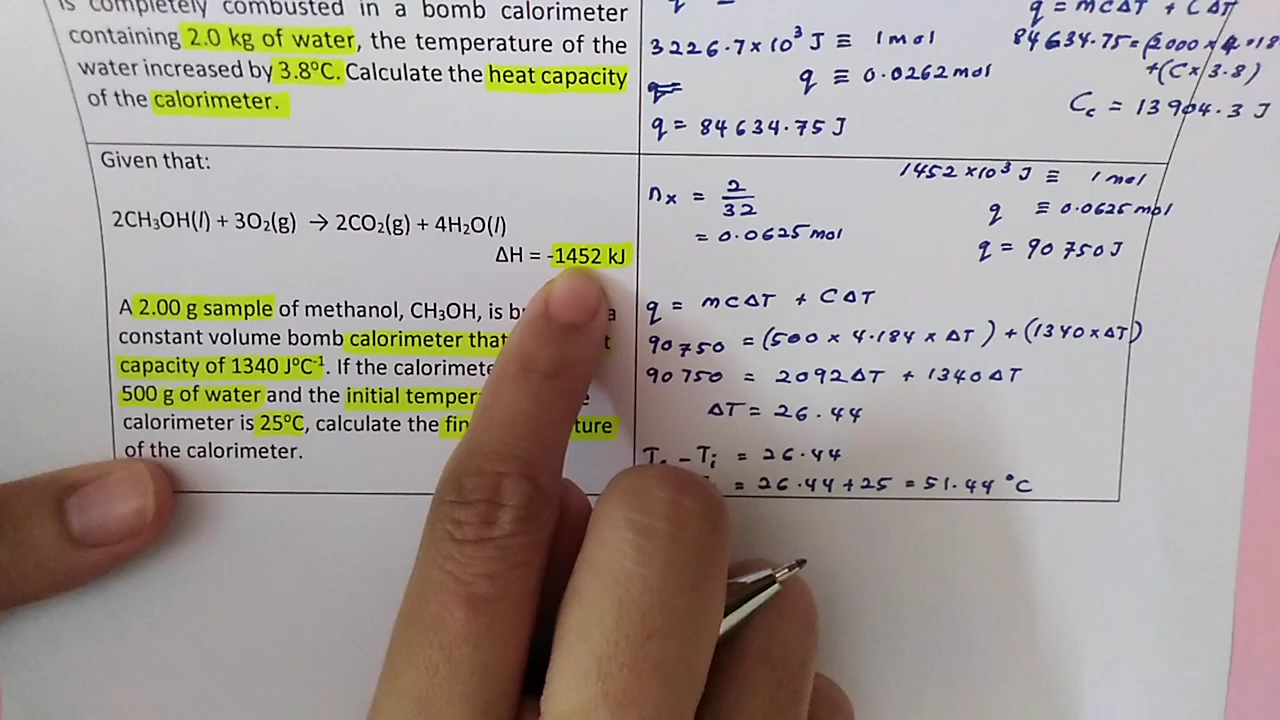 is completely combusted in a bomb calorimeter
containing 2.0 kg of water, the temperature of the
water increased by 3.8°C. Calculate the heat capacity
of the calorimeter.
3226.7 × 10³ J ≡ 1 mol
q ≡ 0.0262 mol
q = 84634.75 J
q = mcΔT + CΔT
84634.75 = (2000 × 4.18
+ (C × 3.8)
Cc = 13904.3 J
Given that:
2CH₃OH(l) + 3O₂(g) → 2CO₂(g) + 4H₂O(l)
ΔH = -1452 kJ
A 2.00 g sample of methanol, CH₃OH, is
constant volume bomb calorimeter
capacity of 1340 J°C⁻¹. If the
500 g of water and the initial
calorimeter is 25°C, calculate the
of the calorimeter.
nx = 2/32
= 0.0625 mol
1452 × 10³ J ≡ 1 mol
q ≡ 0.0625 mol
q = 90750 J
q = mcΔT + CΔT
90750 = (500 × 4.184 × ΔT) + (1340 × ΔT)
90750 = 2092ΔT + 1340ΔT
ΔT = 26.44
- Ti = 26.44
= 26.44 + 25 = 51.44 °C